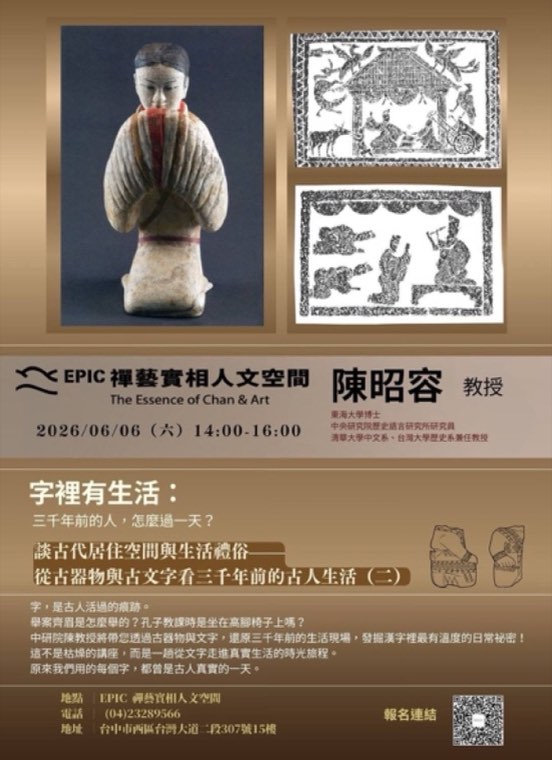 EPIC 禪藝實相人文空間
The Essence of Chan & Art
2026/06/06（六）14:00-16:00
陳昭容 教授
東海大學博士
中央研究院歷史語言研究所研究員
清華大學中文系、台灣大學歷史系兼任教授
字裡有生活：
三千年前的人，怎麼過一天？
談古代居住空間與生活禮俗——
從古器物與古文字看三千年前的古人生活（二）
字，是古人活過的痕跡。
舉案齊眉是怎麼舉的？孔子教課時是坐在高腳椅子上嗎？
中研院陳教授將帶您透過古器物與文字，還原三千年前的生活現場，發掘漢字裡最有溫度的日常祕密！
這不是枯燥的講座，而是一趟從文字走進真實生活的時光旅程。
原來我們用的每個字，都曾是古人真實的一天。
地點｜EPIC 禪藝實相人文空間
電話｜(04)23289566
地址｜台中市西區台灣大道二段307號15樓
報名連結